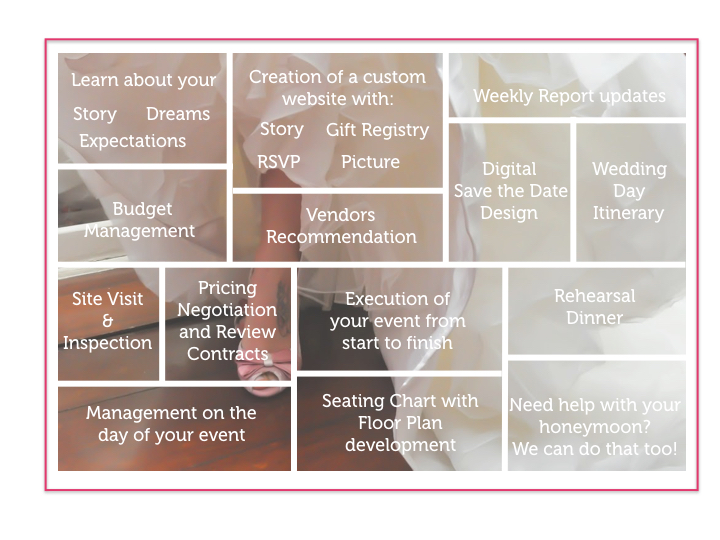 Learn about your
Story Dreams
Expectations
Creation of a custom
website with:
Story Gift Registry
RSVP Picture
Weekly Report updates
Digital
Save the Date
Design
Wedding
Day
Itinerary
Budget
Management
Vendors
Recommendation
Site Visit
&
Inspection
Pricing
Negotiation
and Review
Contracts
Execution of
your event from
start to finish
Rehearsal
Dinner
Management on the
day of your event
Seating Chart with
Floor Plan
development
Need help with your
honeymoon?
We can do that too!